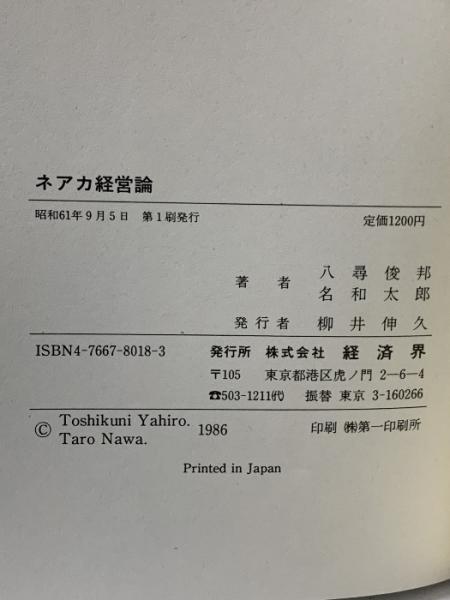 ネアカ経営論
昭和61年9月5日 第1刷発行 定価1200円
著者 八尋俊邦
名和太郎
発行者 柳井伸久
ISBN4-7667-8018-3 発行所 株式会社 経済界
〒105 東京都港区虎ノ門2-6-4
☎503-1211㈹ 振替 東京3-160266
© Toshikuni Yahiro. 1986 印刷 ㈱第一印刷所
Taro Nawa.
Printed in Japan